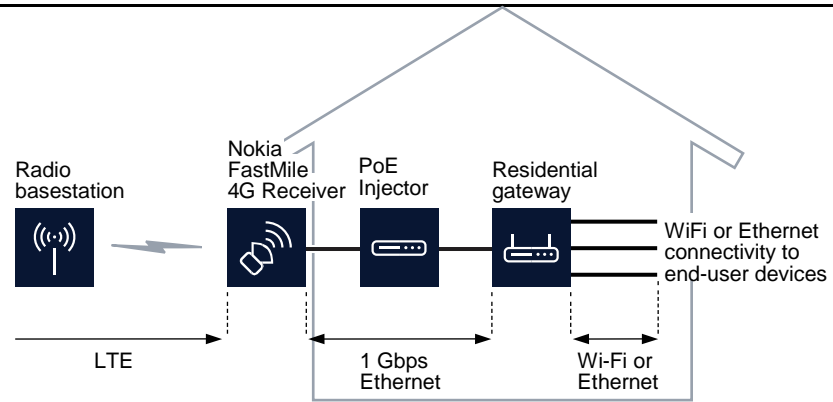 Radio
basestation
Nokia
FastMile
4G Receiver
PoE
Injector
Residential
gateway
WiFi or Ethernet
connectivity to
end-user devices
LTE
1 Gbps
Ethernet
Wi-Fi or
Ethernet